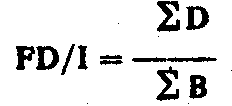 FD/I = ΣD / ΣB